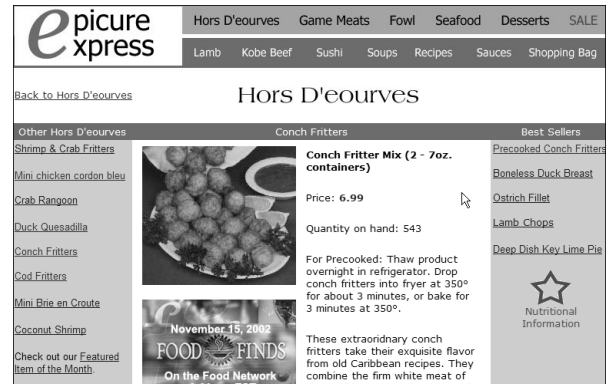 epicure
express
Hors D'eourves Game Meats Fowl Seafood Desserts SALE
Lamb Kobe Beef Sushi Soups Recipes Sauces Shopping Bag
Back to Hors D'eourves
Hors D'eourves
Other Hors D'eourves
Shrimp & Crab Fritters
Mini chicken cordon bleu
Crab Rangoon
Duck Quesadilla
Conch Fritters
Cod Fritters
Mini Brie en Croute
Coconut Shrimp
Check out our Featured
Item of the Month.
Conch Fritters
November 15, 2002
FOOD FINDS
On the Food Network
Conch Fritter Mix (2 - 7oz.
containers)
Price: 6.99
Quantity on hand: 543
For Precooked: Thaw product
overnight in refrigerator. Drop
conch fritters into fryer at 350°
for about 3 minutes, or bake for
3 minutes at 350°.
These extraoridnary conch
fritters take their exquisite flavor
from old Caribbean recipes. They
combine the firm white meat of
Best Sellers
Precooked Conch Fritters
Boneless Duck Breast
Ostrich Fillet
Lamb Chops
Deep Dish Key Lime Pie
Nutritional
Information